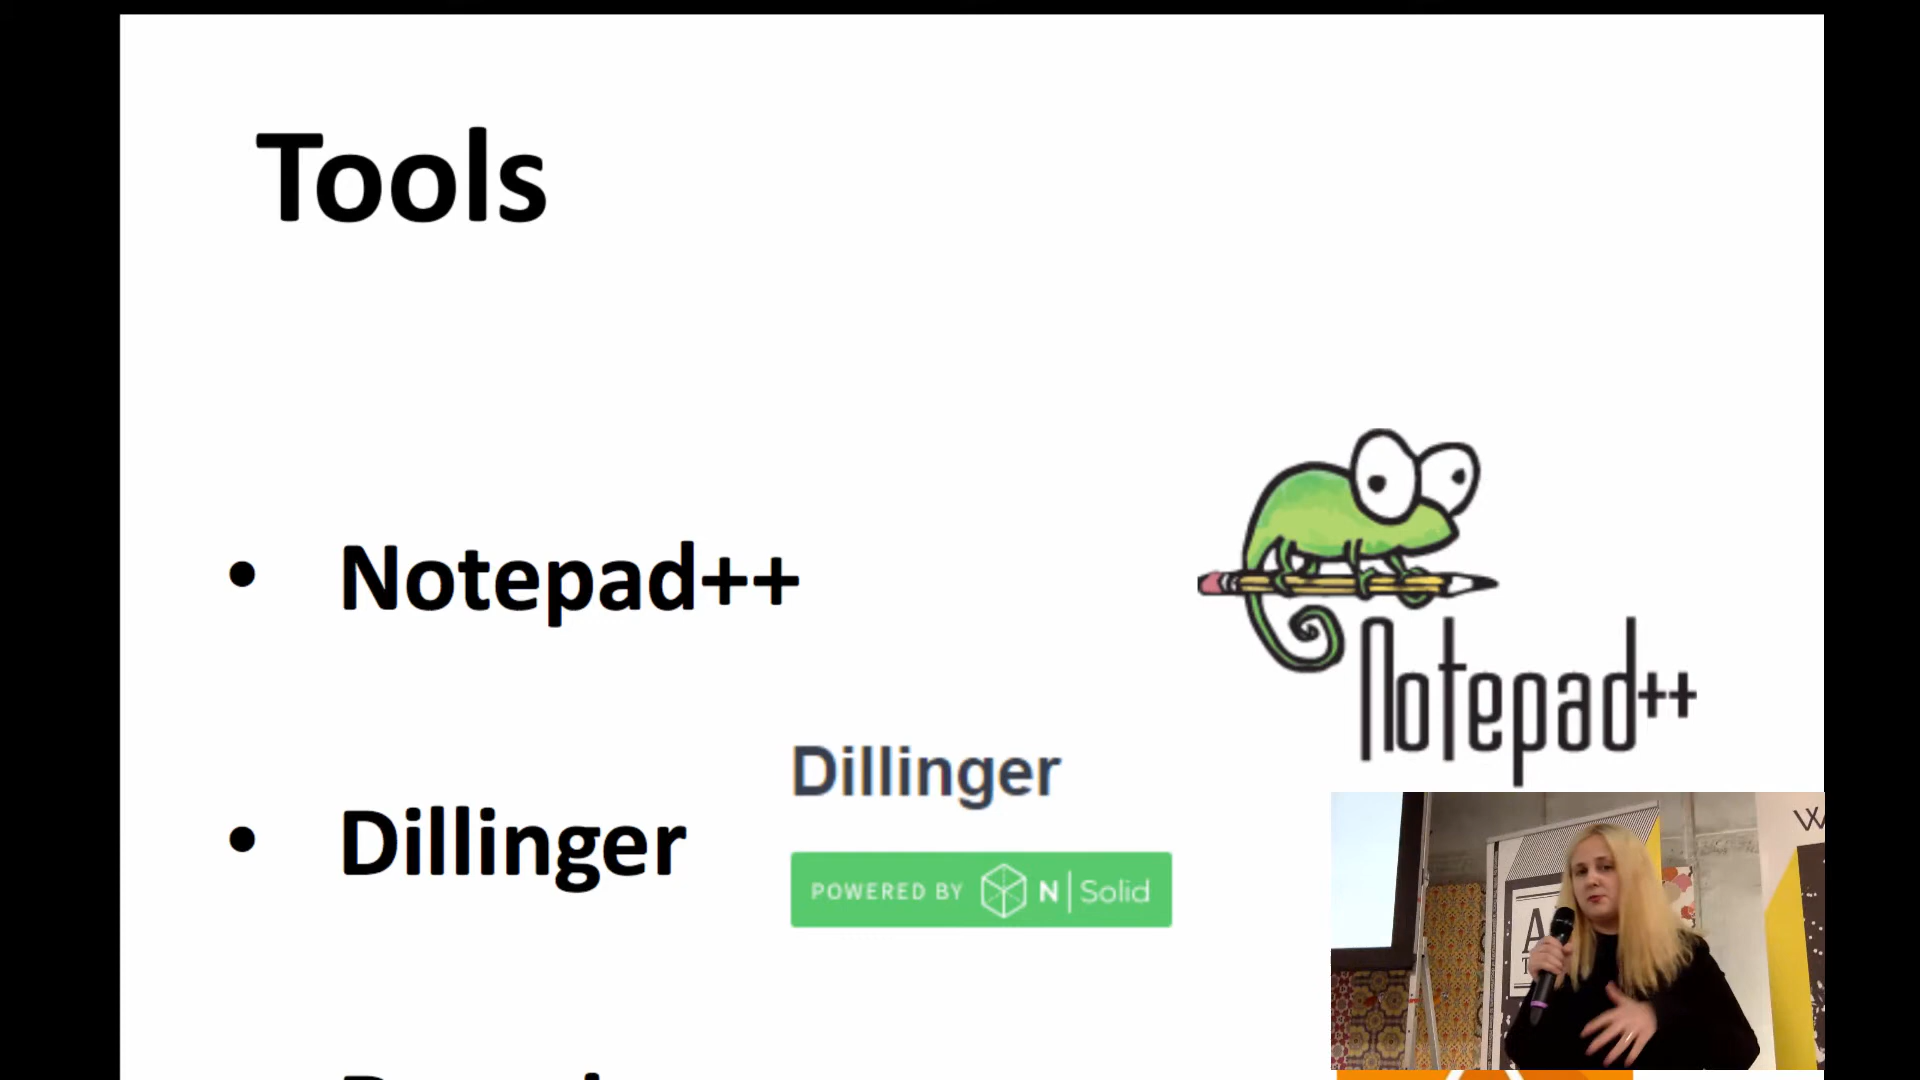 Tools
• Notepad++
Notepad++
Dillinger
• Dillinger
POWERED BY N|Solid
W
A
T